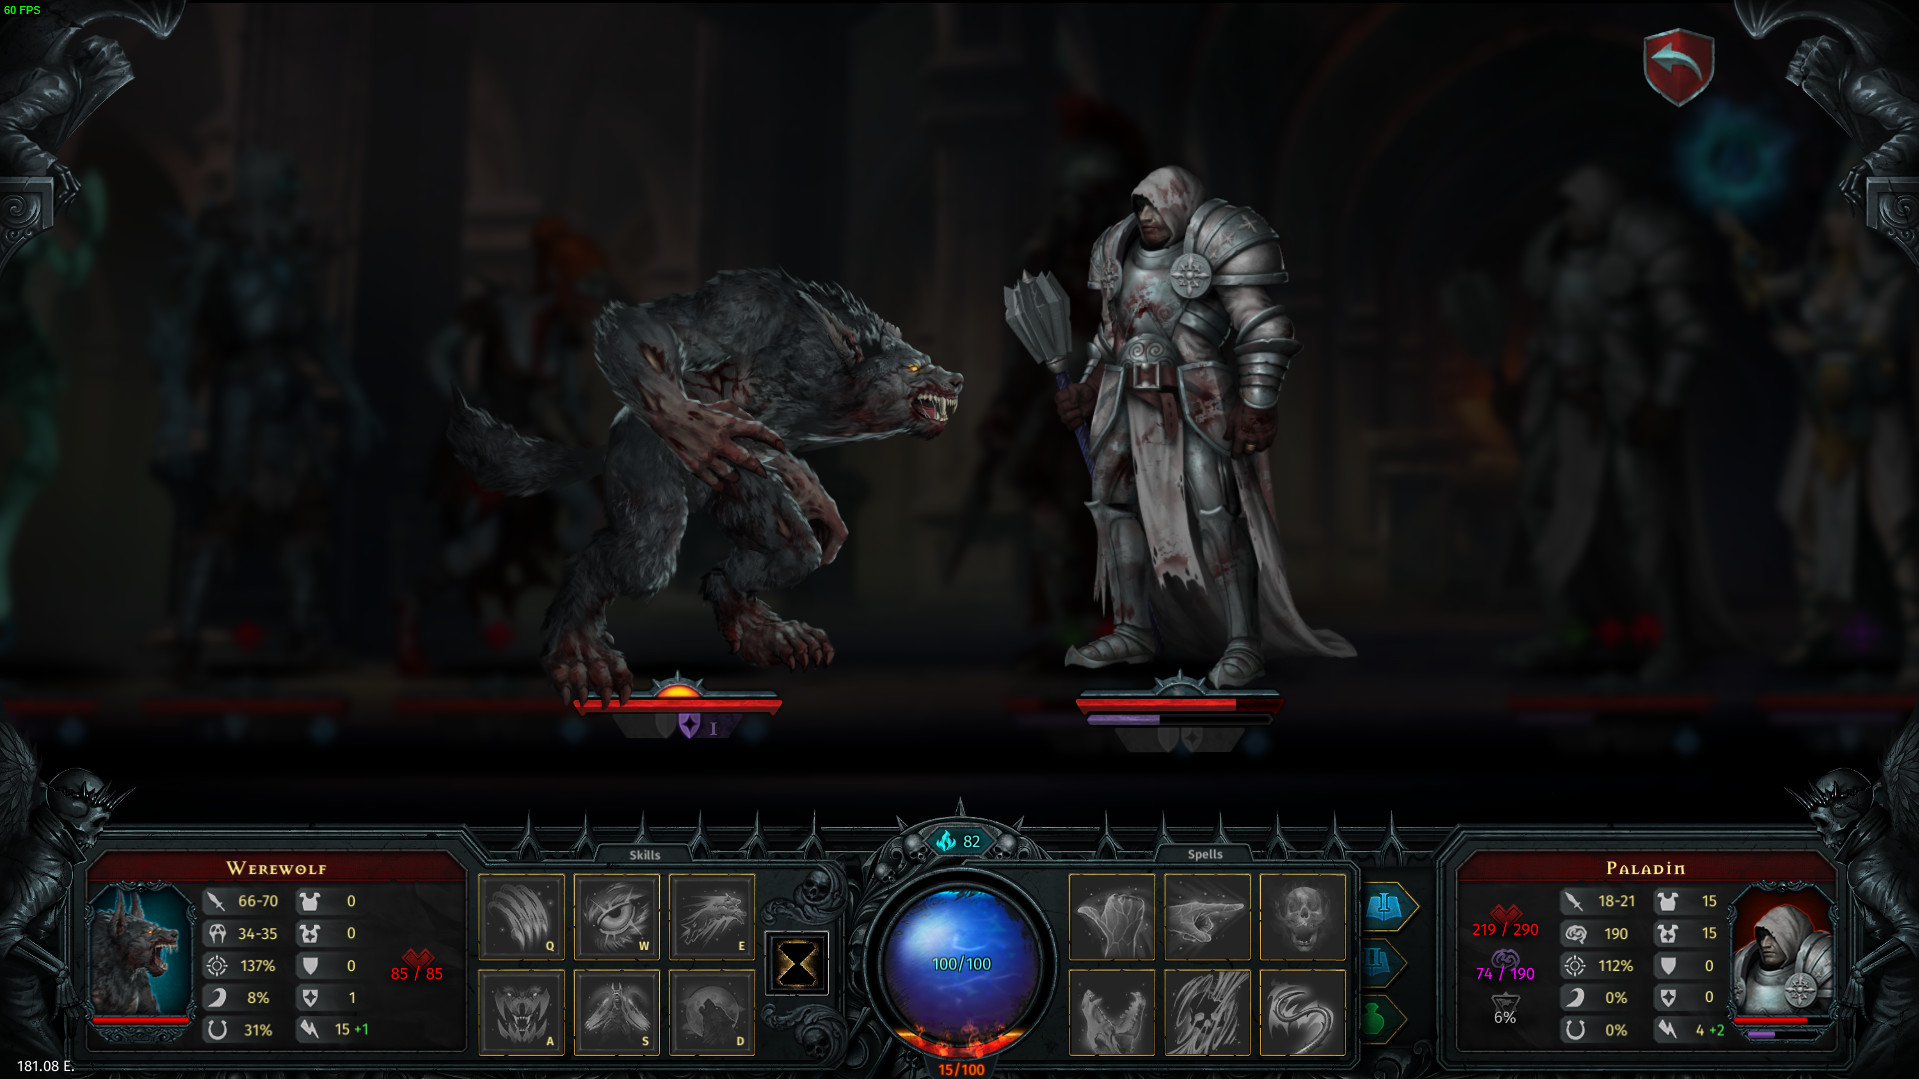 60 FPS
I
82
Skills
Spells
Werewolf
66-70 0
34-35 0
137% 0
8% 1
31% 15 +1
85 / 85
Q
W
E
A
S
D
100/100
15/100
Paladin
219 / 290
74 / 190
6%
18-21 15
190 15
112% 0
0% 0
0% 4 +2
181.08 E.